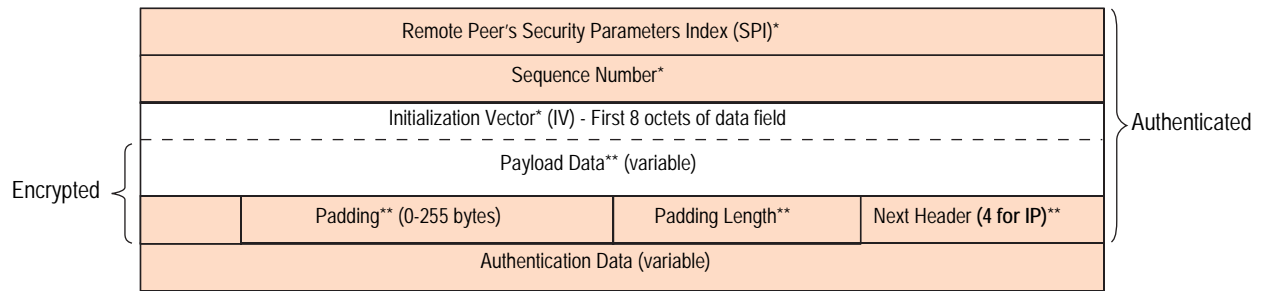 Remote Peer's Security Parameters Index (SPI)*
Sequence Number*
Initialization Vector* (IV) - First 8 octets of data field
Authenticated
Payload Data** (variable)
Encrypted
Padding** (0-255 bytes)
Padding Length**
Next Header (4 for IP)**
Authentication Data (variable)